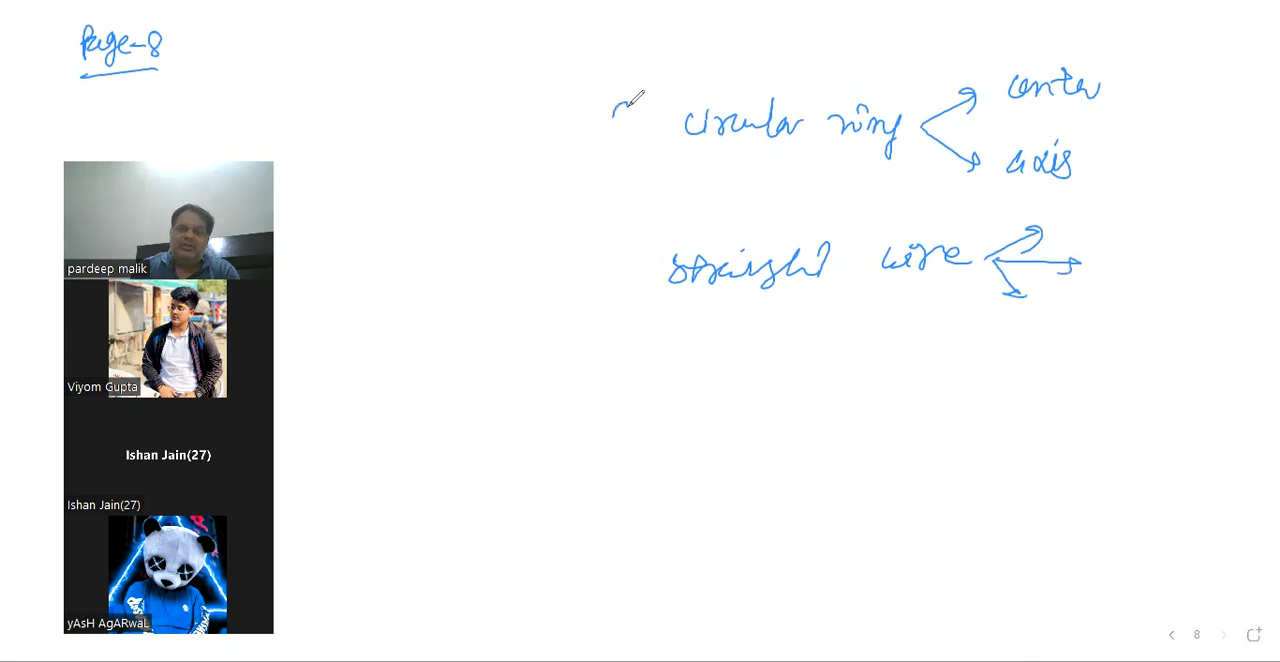 Page-8
circular ring center
axis
straight wire
pardeep malik
Viyom Gupta
Ishan Jain(27)
Ishan Jain(27)
yAsH AgARwaL
8